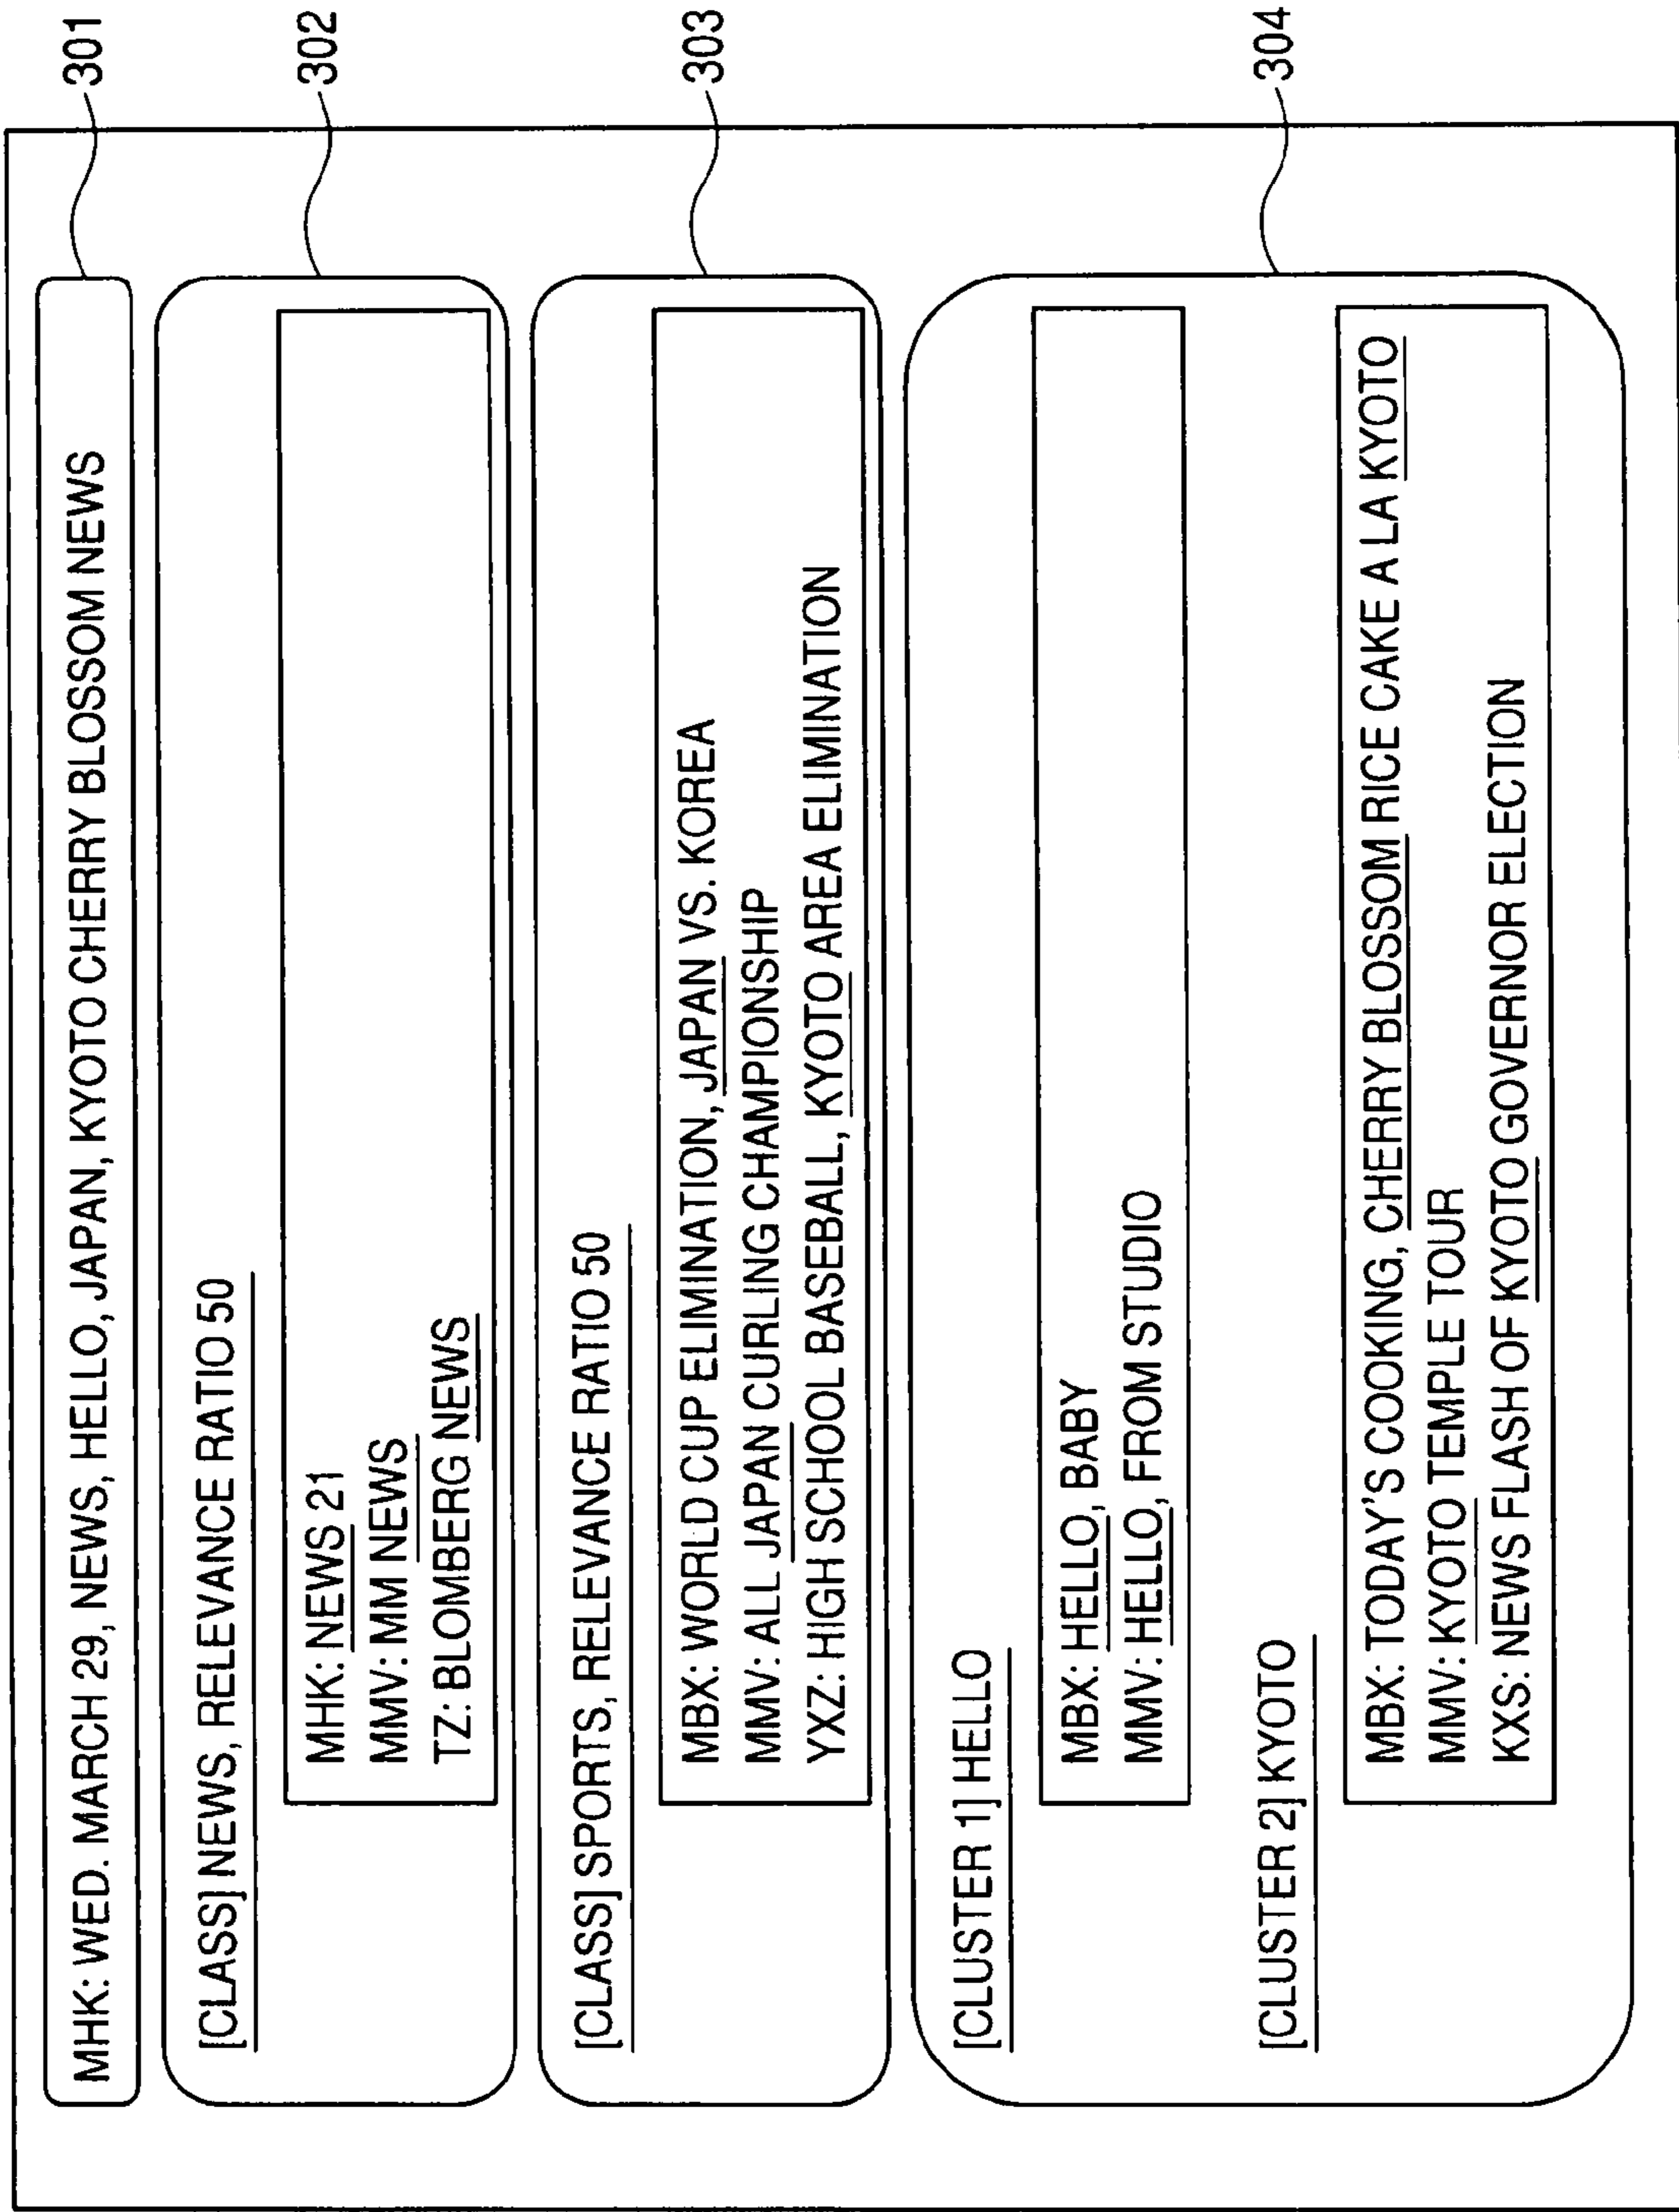 MHK: WED. MARCH 29, NEWS, HELLO, JAPAN, KYOTO CHERRY BLOSSOM NEWS
301
[CLASS] NEWS, RELEVANCE RATIO 50
302
MHK: NEWS 21
MMV: MM NEWS
TZ: BLOMBERG NEWS
[CLASS] SPORTS, RELEVANCE RATIO 50
303
MBX: WORLD CUP ELIMINATION, JAPAN VS. KOREA
MMV: ALL JAPAN CURLING CHAMPIONSHIP
YXZ: HIGH SCHOOL BASEBALL, KYOTO AREA ELIMINATION
[CLUSTER 1] HELLO
MBX: HELLO, BABY
MMV: HELLO, FROM STUDIO
304
[CLUSTER 2] KYOTO
MBX: TODAY'S COOKING, CHERRY BLOSSOM RICE CAKE A LA KYOTO
MMV: KYOTO TEMPLE TOUR
KXS: NEWS FLASH OF KYOTO GOVERNOR ELECTION